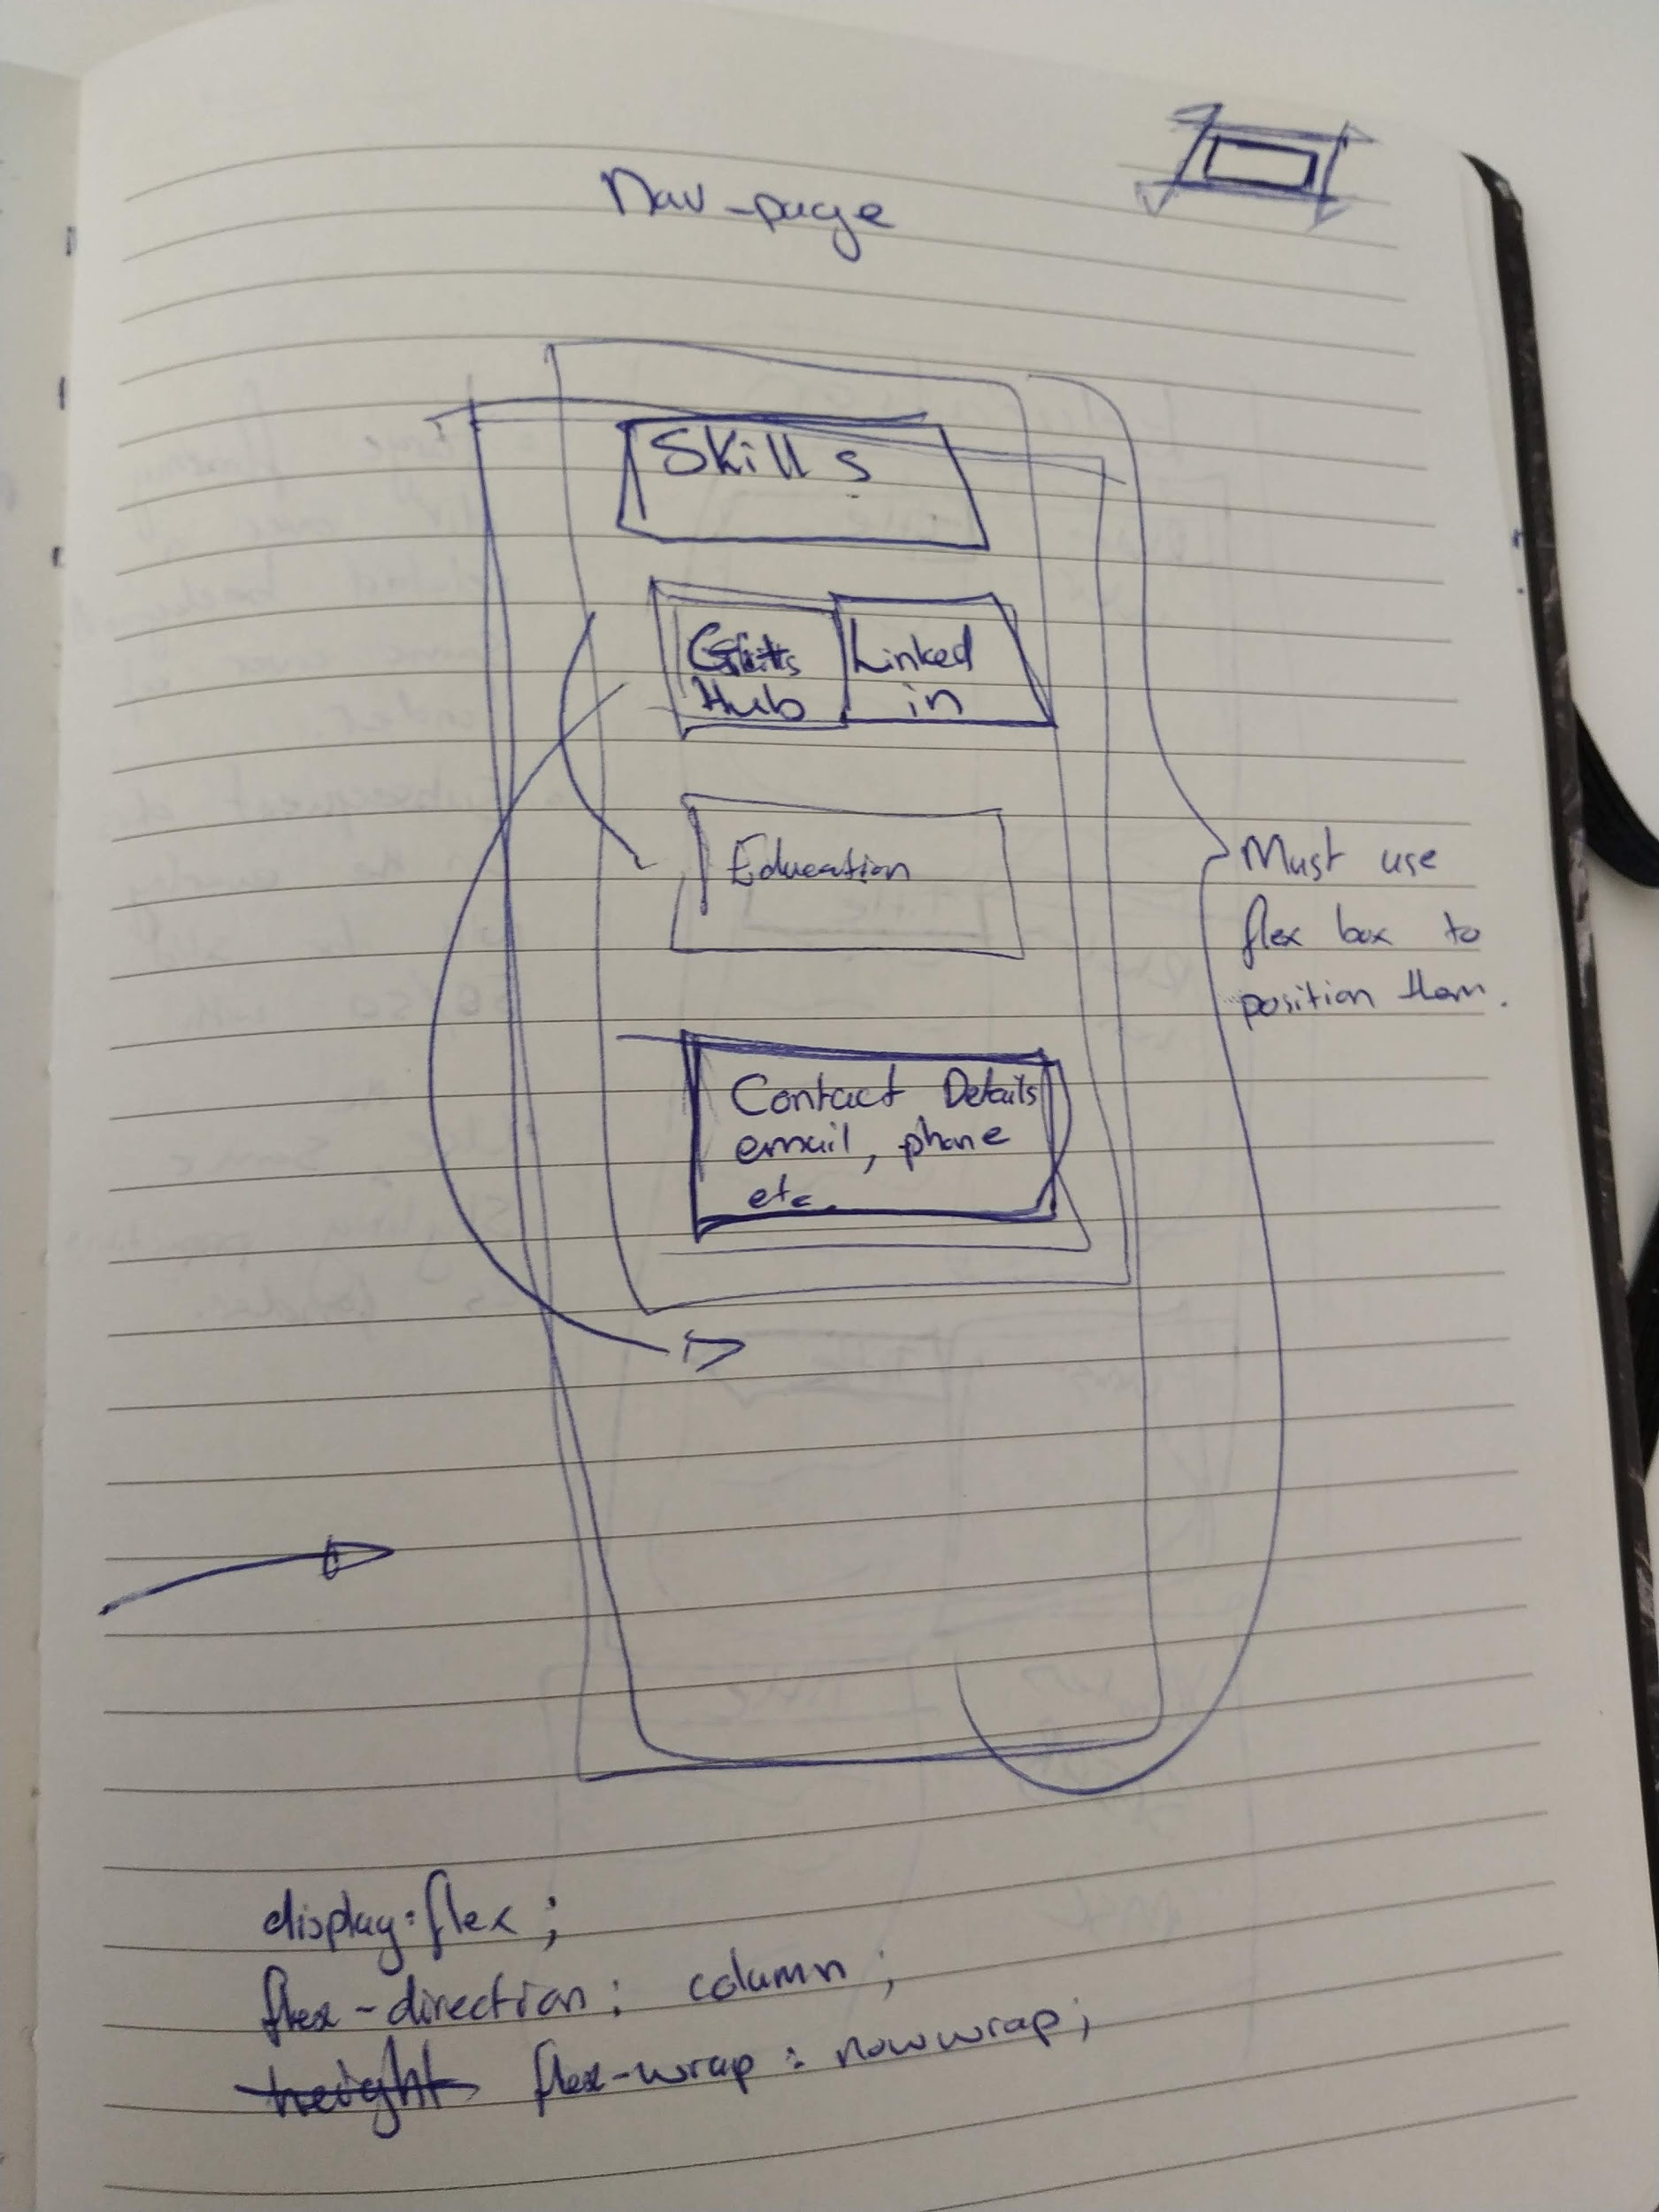 Nav-page
Skills
Linked
Hub
in
Education
Must use
flex box to
position them.
Contact Details
email, phone
etc.
display: flex;
flex-direction: column;
height flex-wrap: nowwrap;